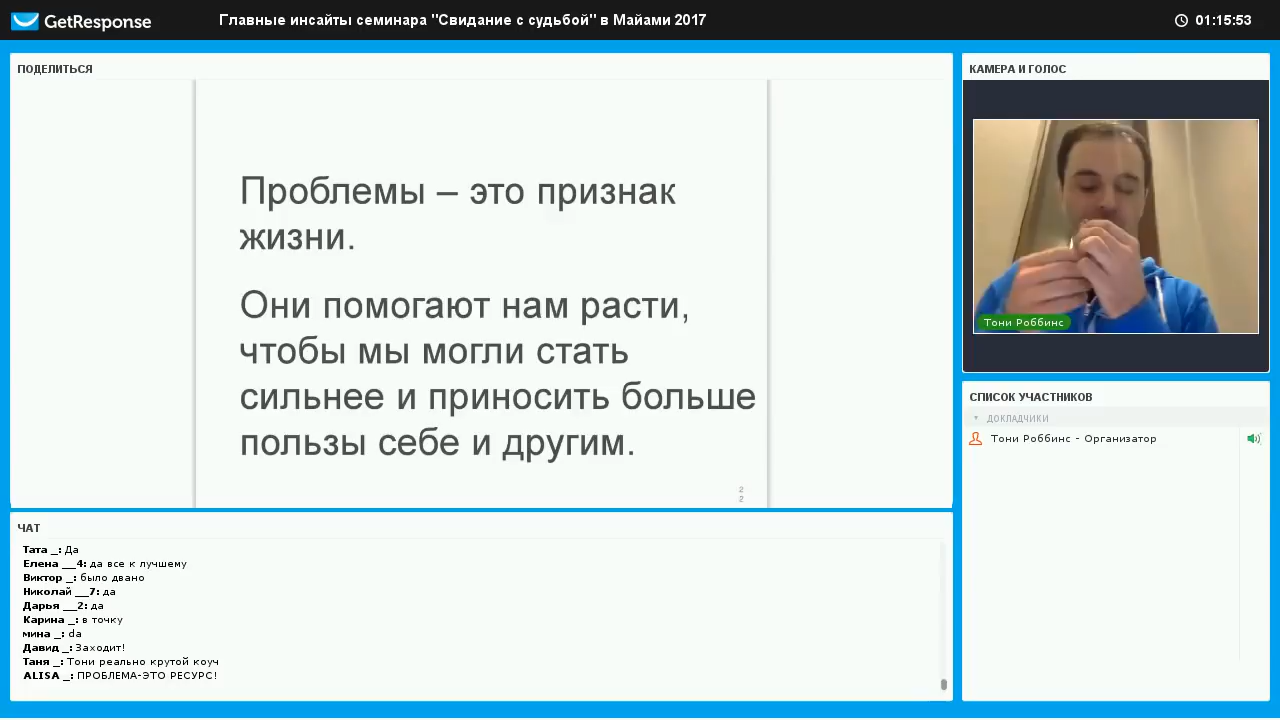 GetResponse
Главные инсайты семинара "Свидание с судьбой" в Майами 2017
01:15:53
ПОДЕЛИТЬСЯ
Проблемы – это признак
жизни.
Они помогают нам расти,
чтобы мы могли стать
сильнее и приносить больше
пользы себе и другим.
2
2
КАМЕРА И ГОЛОС
Тони Роббинс
СПИСОК УЧАСТНИКОВ
ДОКЛАДЧИКИ
Тони Роббинс - Организатор
ЧАТ
Тата _: Да
Елена __4: да все к лучшему
Виктор _: было двано
Николай __7: да
Дарья __2: да
Карина _: в точку
мина _: da
Давид _: Заходит!
Таня _: Тони реально крутой коуч
ALISA _: ПРОБЛЕМА-ЭТО РЕСУРС!